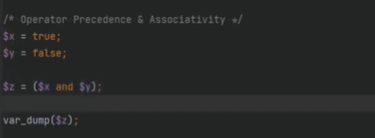 /* Operator Precedence & Associativity */
$x = true;
$y = false;
$z = ($x and $y);
var_dump($z);